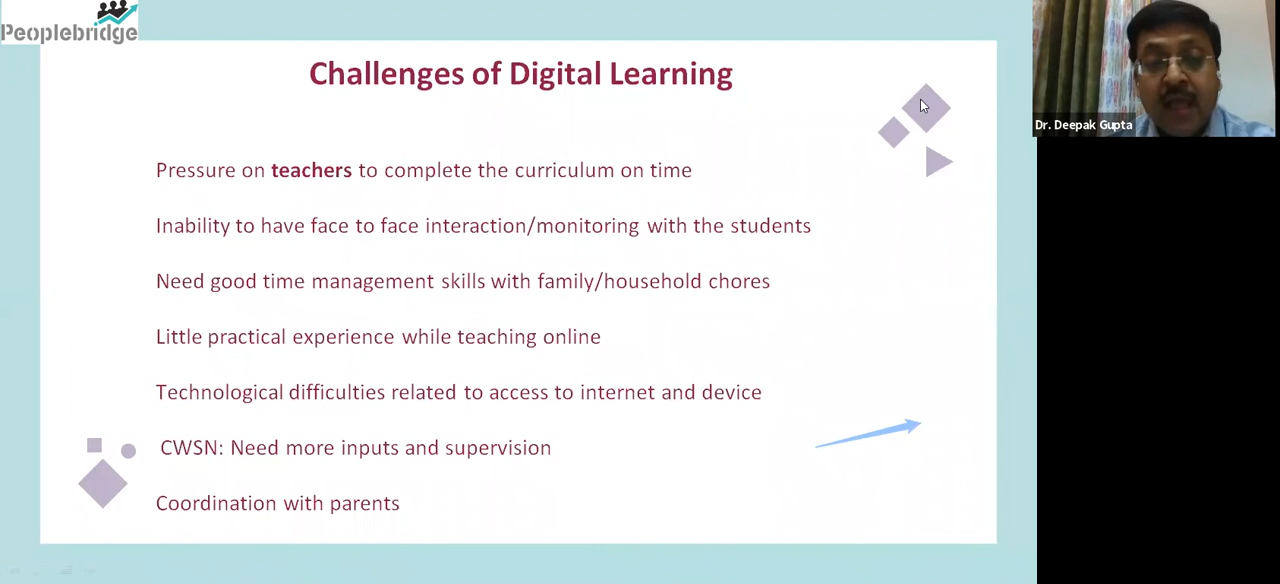 Peoplebridge
Challenges of Digital Learning
Dr. Deepak Gupta
Pressure on teachers to complete the curriculum on time
Inability to have face to face interaction/monitoring with the students
Need good time management skills with family/household chores
Little practical experience while teaching online
Technological difficulties related to access to internet and device
CWSN: Need more inputs and supervision
Coordination with parents